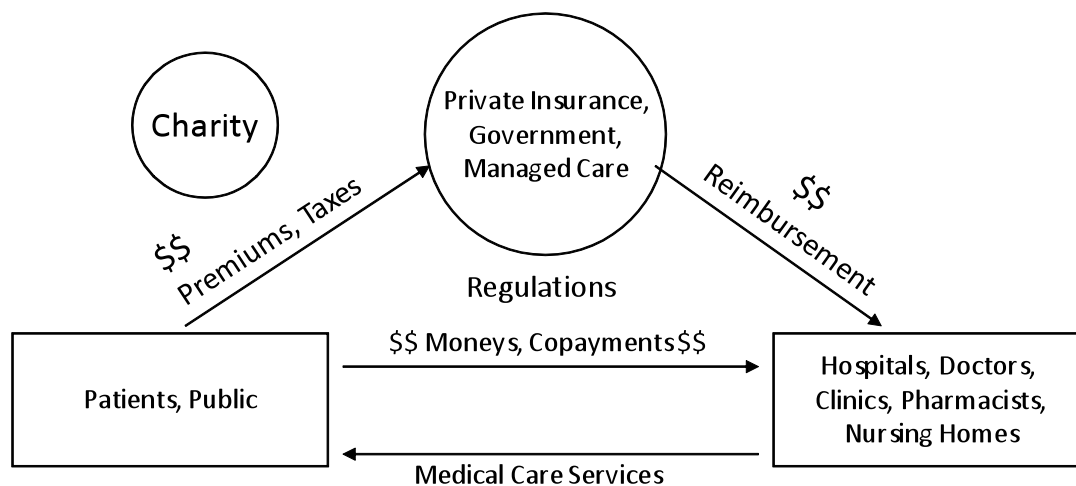 Charity
Private Insurance,
Government,
Managed Care
$$
Premiums, Taxes
$$
Reimbursement
Regulations
$$ Moneys, Copayments$$
Patients, Public
Hospitals, Doctors,
Clinics, Pharmacists,
Nursing Homes
Medical Care Services